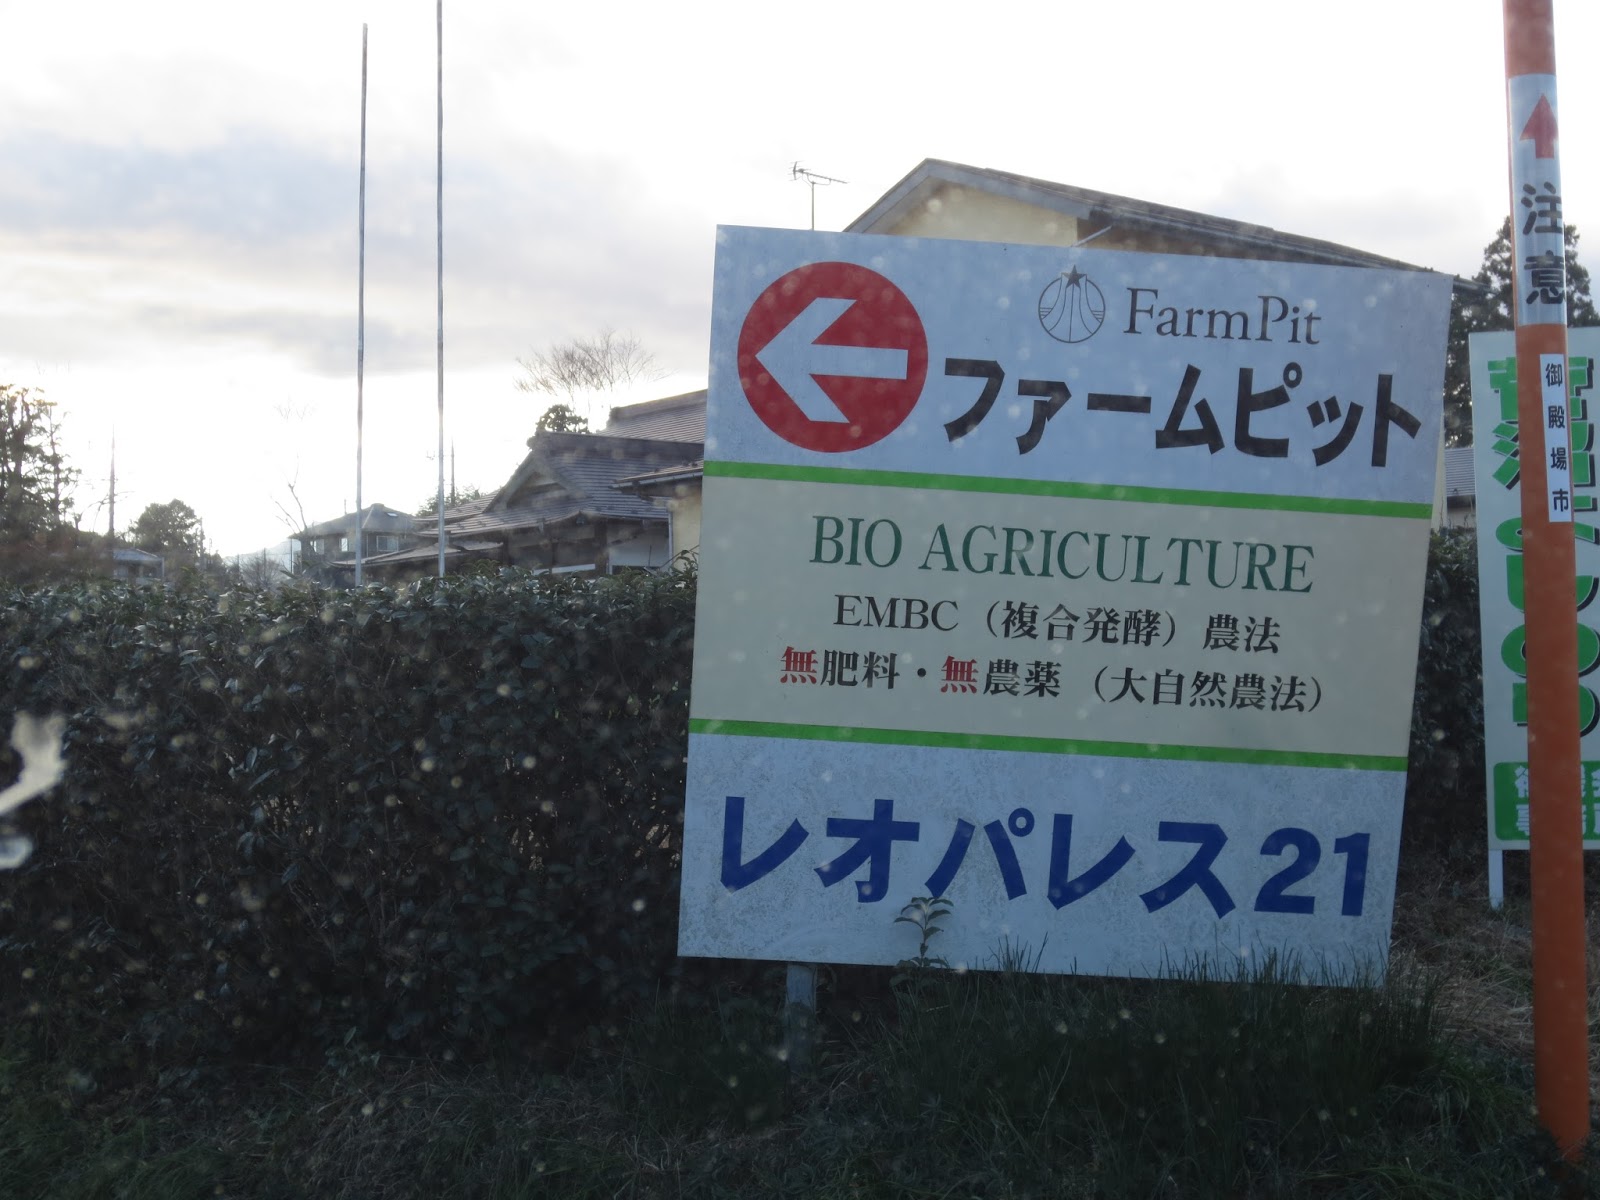 FarmPit
ファームピット
BIO AGRICULTURE
EMBC（複合発酵）農法
無肥料・無農薬（大自然農法）
レオパレス21
注意
御殿場市